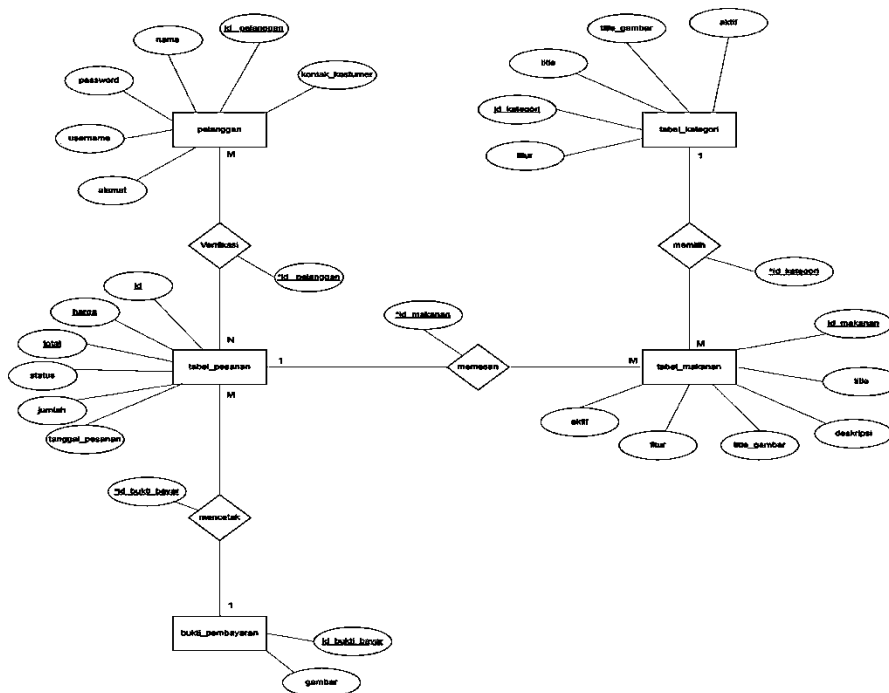 nama
id_pelanggan
password
kontak_kastumer
pelanggan
username
alamat
M
Verifikasi
*id_pelanggan
title_gambar
aktif
title
id_kategori
tabel_kategori
fitur
1
memilih
*id_kategori
id
harga
N
total
tabel_pesanan
1
status
M
jumlah
tanggal_pesanan
*id_makanan
memesan
M
id_makanan
M
tabel_makanan
title
aktif
fitur
title_gambar
deskripsi
*id_bukti_bayar
mencetak
1
bukti_pembayaran
id_bukti_bayar
gambar